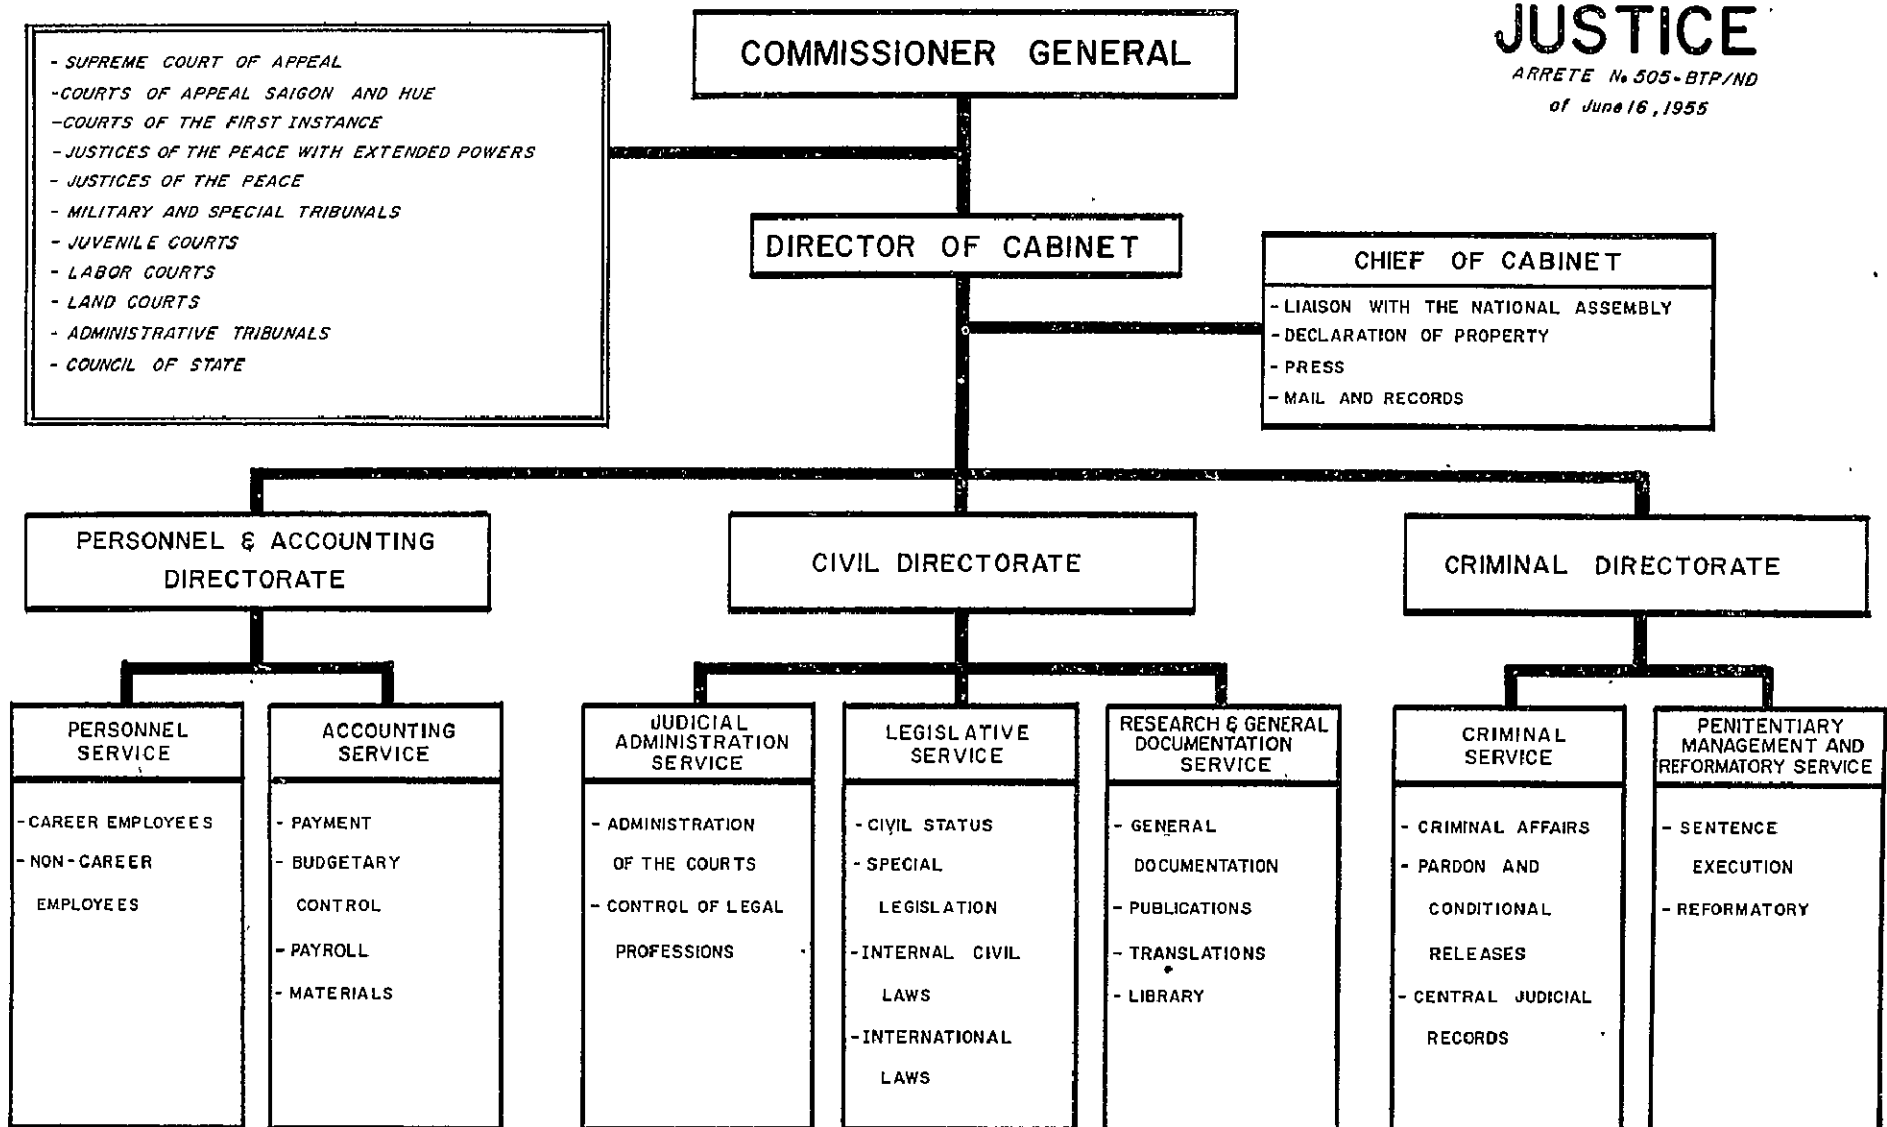 JUSTICE
ARRETE No 505-BTP/ND
of June 16, 1955
COMMISSIONER GENERAL
- SUPREME COURT OF APPEAL
- COURTS OF APPEAL SAIGON AND HUE
- COURTS OF THE FIRST INSTANCE
- JUSTICES OF THE PEACE WITH EXTENDED POWERS
- JUSTICES OF THE PEACE
- MILITARY AND SPECIAL TRIBUNALS
- JUVENILE COURTS
- LABOR COURTS
- LAND COURTS
- ADMINISTRATIVE TRIBUNALS
- COUNCIL OF STATE
DIRECTOR OF CABINET
CHIEF OF CABINET
- LIAISON WITH THE NATIONAL ASSEMBLY
- DECLARATION OF PROPERTY
- PRESS
- MAIL AND RECORDS
PERSONNEL & ACCOUNTING
DIRECTORATE
CIVIL DIRECTORATE
CRIMINAL DIRECTORATE
PERSONNEL
SERVICE
- CAREER EMPLOYEES
- NON-CAREER
EMPLOYEES
ACCOUNTING
SERVICE
- PAYMENT
- BUDGETARY
CONTROL
- PAYROLL
- MATERIALS
JUDICIAL
ADMINISTRATION
SERVICE
- ADMINISTRATION
OF THE COURTS
- CONTROL OF LEGAL
PROFESSIONS
LEGISLATIVE
SERVICE
- CIVIL STATUS
- SPECIAL
LEGISLATION
- INTERNAL CIVIL
LAWS
- INTERNATIONAL
LAWS
RESEARCH & GENERAL
DOCUMENTATION
SERVICE
- GENERAL
DOCUMENTATION
- PUBLICATIONS
- TRANSLATIONS
- LIBRARY
CRIMINAL
SERVICE
- CRIMINAL AFFAIRS
- PARDON AND
CONDITIONAL
RELEASES
- CENTRAL JUDICIAL
RECORDS
PENITENTIARY
MANAGEMENT AND
REFORMATORY SERVICE
- SENTENCE
EXECUTION
- REFORMATORY